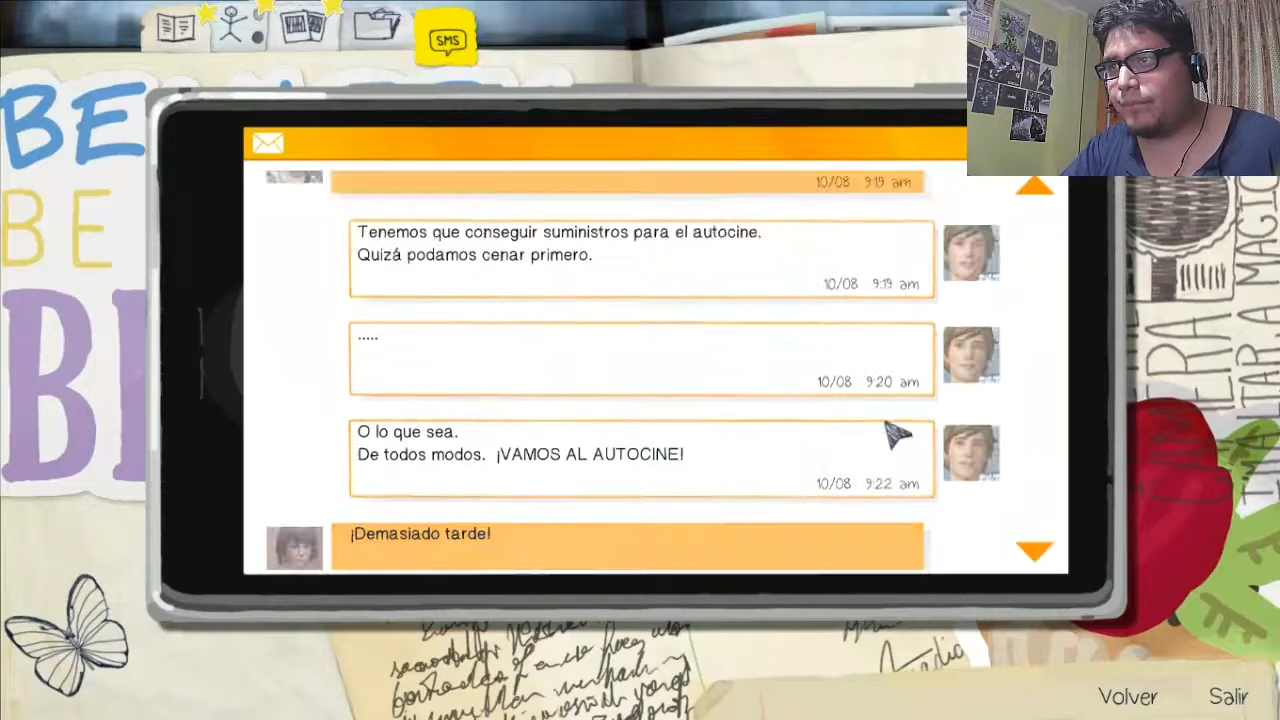 SMS
BE
BE
BE
10/08 9:19 am
Tenemos que conseguir suministros para el autocine.
Quizá podamos cenar primero.
10/08 9:19 am
.....
10/08 9:20 am
O lo que sea.
De todos modos. ¡VAMOS AL AUTOCINE!
10/08 9:22 am
¡Demasiado tarde!
Volver Salir